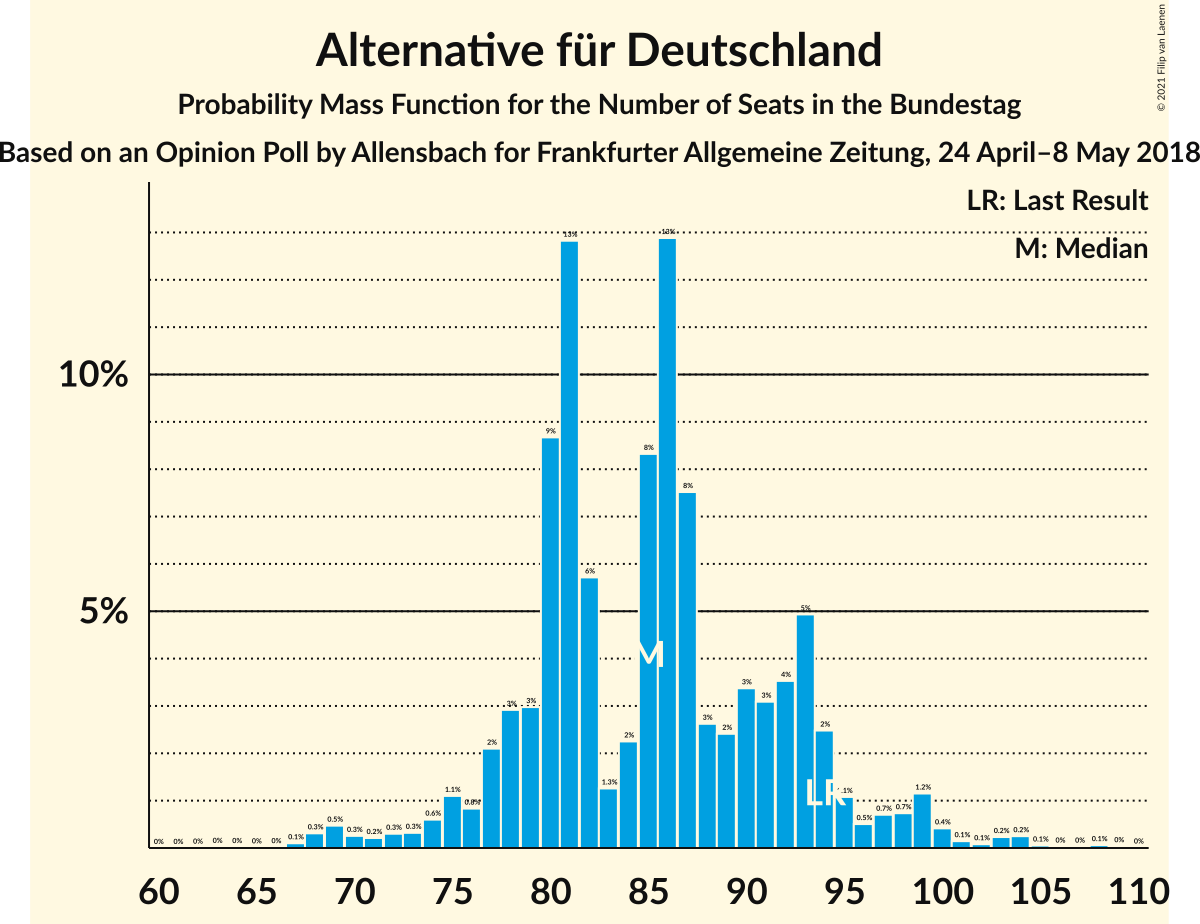 Alternative für Deutschland
Probability Mass Function for the Number of Seats in the Bundestag
Based on an Opinion Poll by Allensbach for Frankfurter Allgemeine Zeitung, 24 April–8 May 2018
© 2021 Filip van Laenen
LR: Last Result
M: Median
10%
5%
0% 0% 0% 0% 0% 0% 0% 0.1% 0.3% 0.5% 0.3% 0.2% 0.3% 0.3% 0.6% 1.1% 0.8% 2% 3% 3% 9% 13% 6% 1.3% 2% 8% 13% 8% 3% 2% 3% 3% 4% 5% 2% 1.1% 0.5% 0.7% 0.7% 1.2% 0.4% 0.1% 0.1% 0.2% 0.2% 0.1% 0% 0% 0.1% 0% 0%
M
LR
60 65 70 75 80 85 90 95 100 105 110